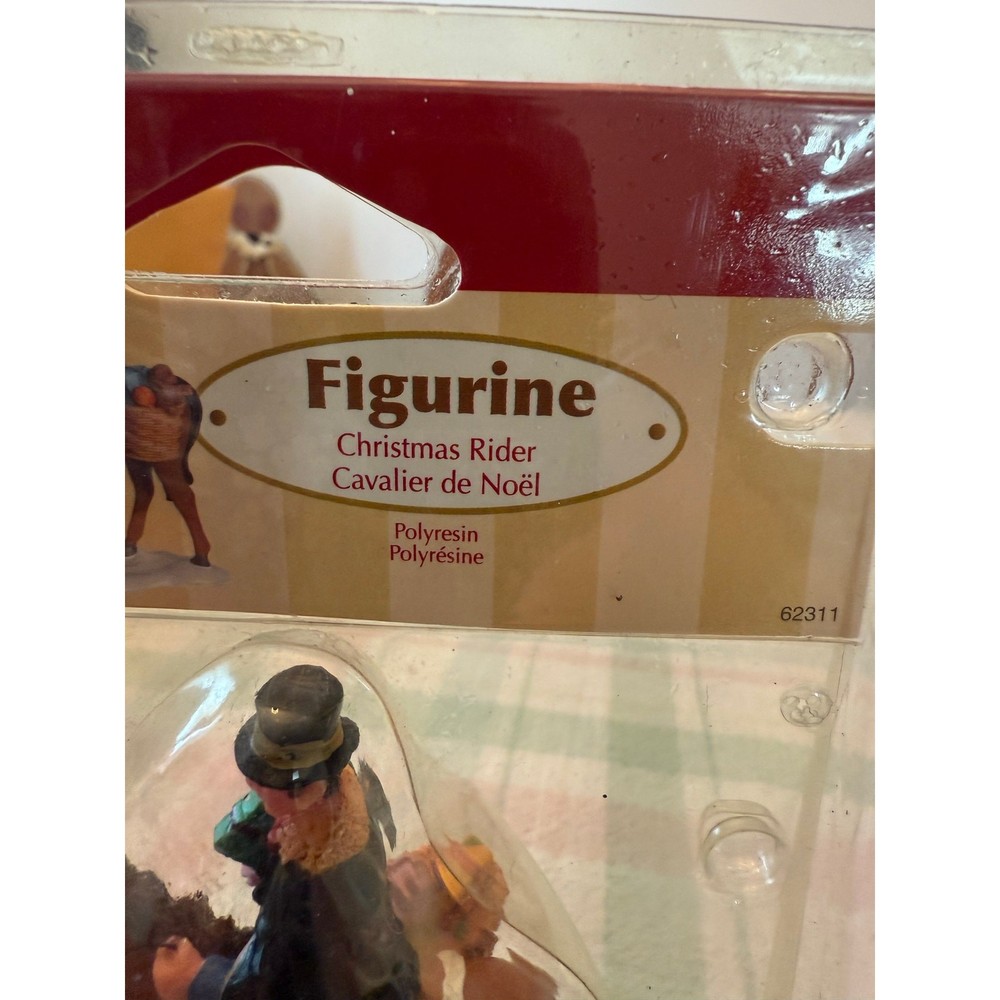 Figurine
Christmas Rider
Cavalier de Noël
Polyresin
Polyrésine
62311